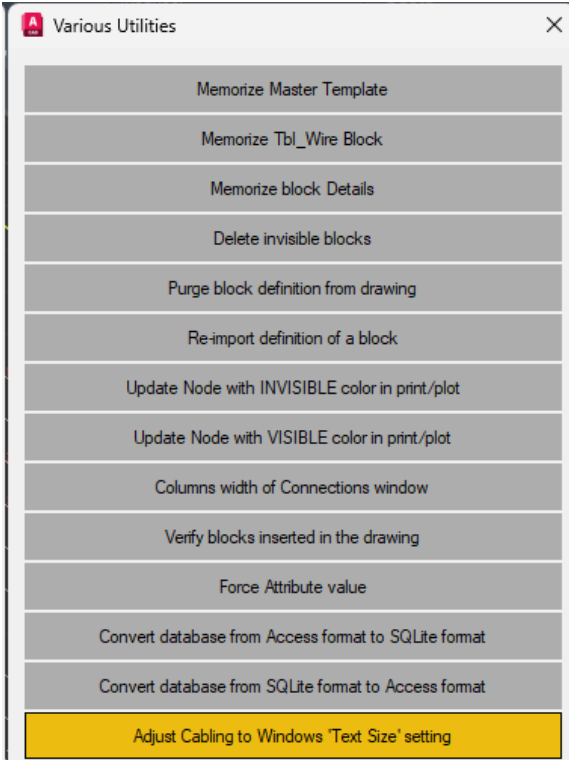 A
CAD
Various Utilities
Memorize Master Template
Memorize Tbl_Wire Block
Memorize block Details
Delete invisible blocks
Purge block definition from drawing
Re-import definition of a block
Update Node with INVISIBLE color in print/plot
Update Node with VISIBLE color in print/plot
Columns width of Connections window
Verify blocks inserted in the drawing
Force Attribute value
Convert database from Access format to SQLite format
Convert database from SQLite format to Access format
Adjust Cabling to Windows 'Text Size' setting